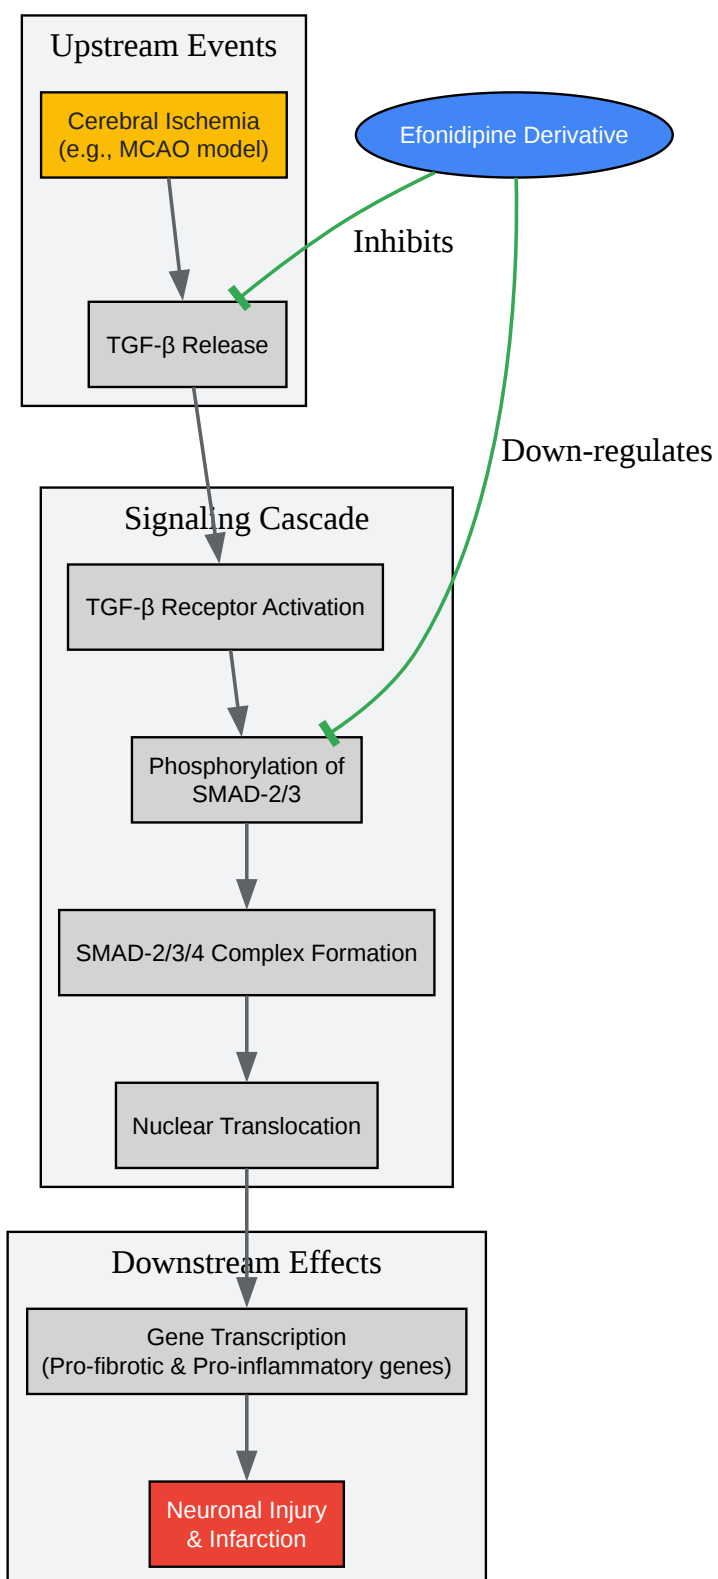 Upstream Events
Cerebral Ischemia
(e.g., MCAO model)
Efonidipine Derivative
Inhibits
TGF-β Release
Down-regulates
Signaling Cascade
TGF-β Receptor Activation
Phosphorylation of
SMAD-2/3
SMAD-2/3/4 Complex Formation
Nuclear Translocation
Downstream Effects
Gene Transcription
(Pro-fibrotic & Pro-inflammatory genes)
Neuronal Injury
& Infarction